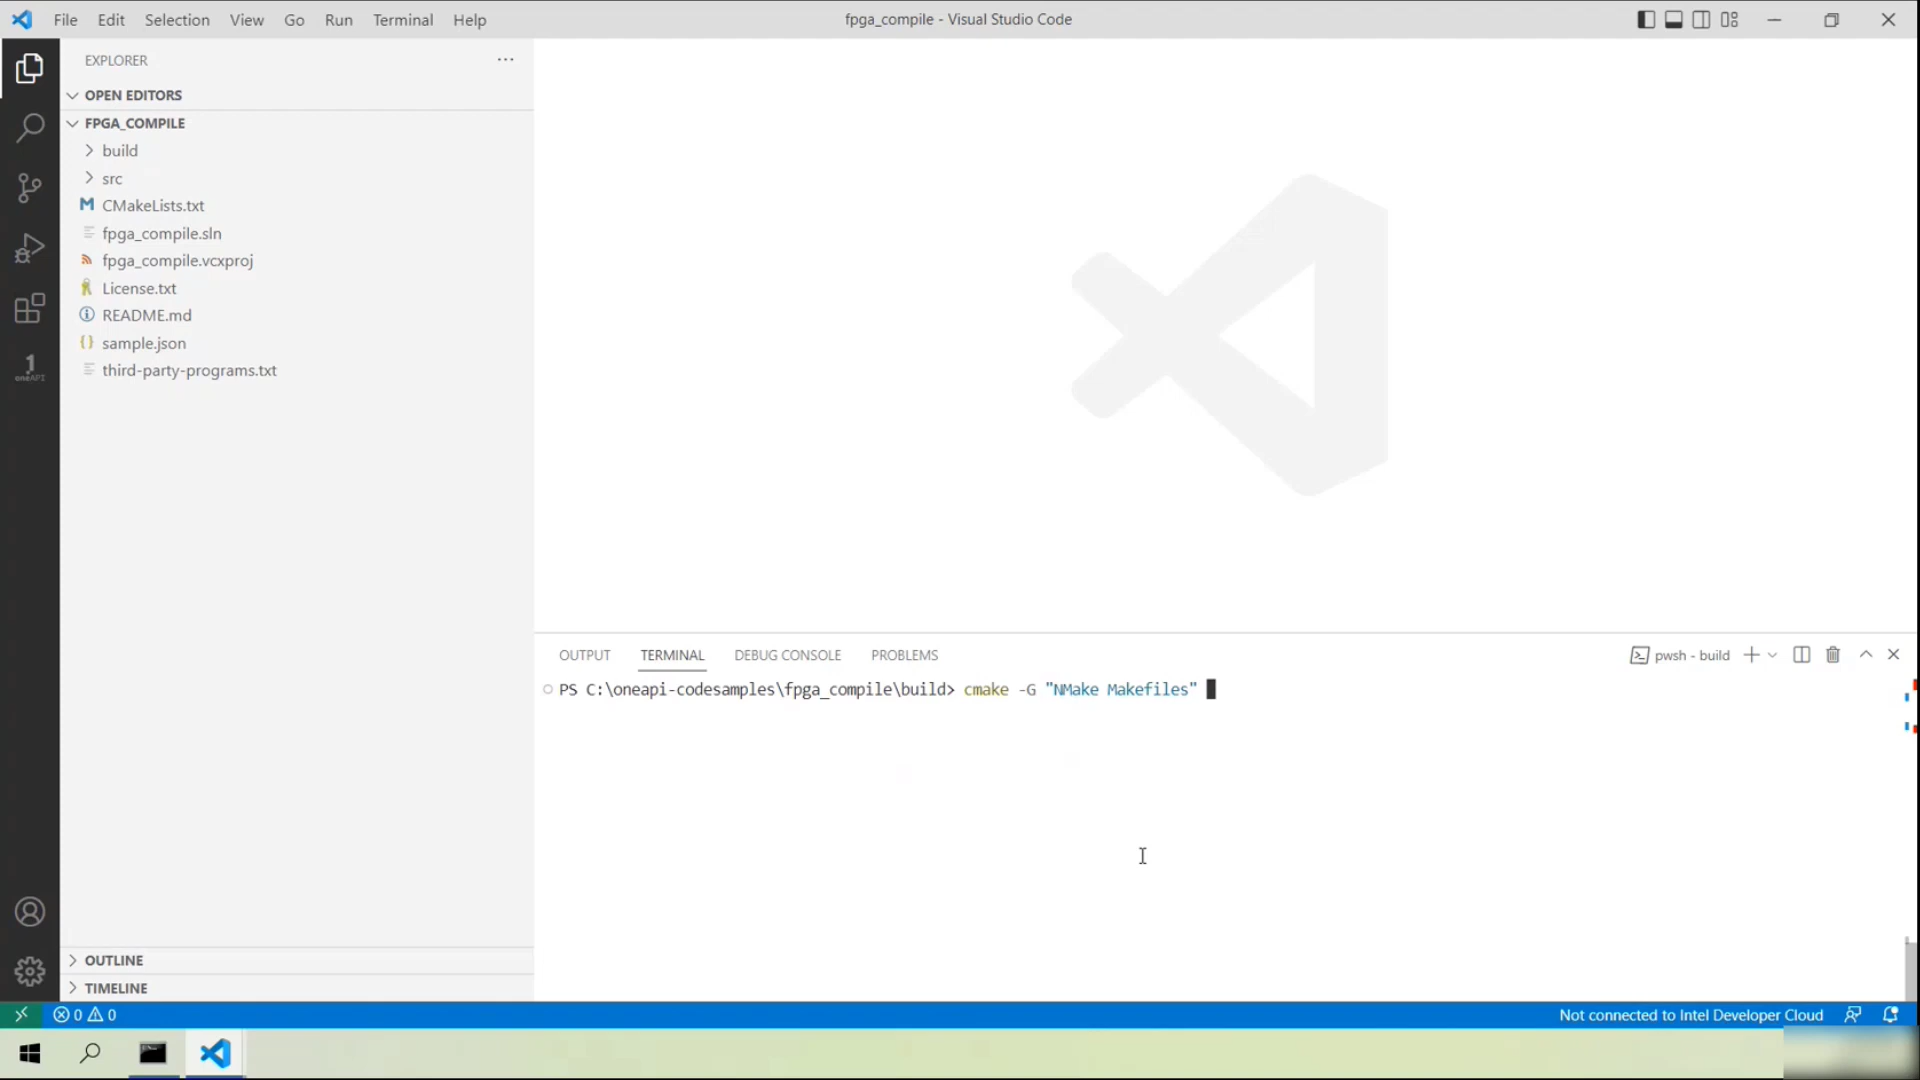 File Edit Selection View Go Run Terminal Help
fpga_compile - Visual Studio Code
EXPLORER
OPEN EDITORS
FPGA_COMPILE
build
src
CMakeLists.txt
fpga_compile.sln
fpga_compile.vcxproj
License.txt
README.md
sample.json
third-party-programs.txt
1
oneAPI
OUTPUT TERMINAL DEBUG CONSOLE PROBLEMS
pwsh - build
PS C:\oneapi-codesamples\fpga_compile\build> cmake -G "NMake Makefiles"
OUTLINE
TIMELINE
0 0
Not connected to Intel Developer Cloud